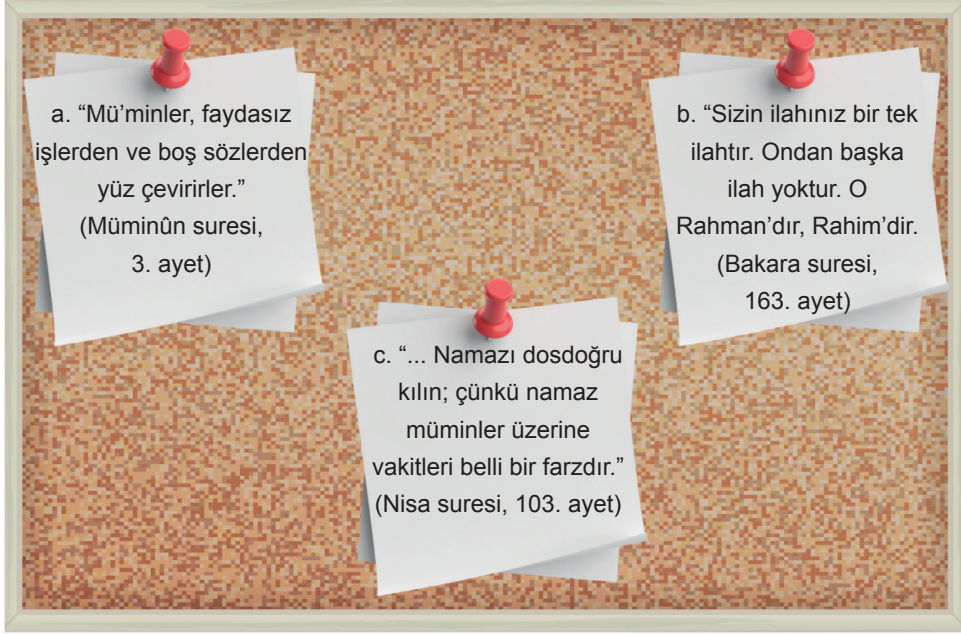 a. “Mü’minler, faydasız
işlerden ve boş sözlerden
yüz çevirirler.”
(Müminûn suresi,
3. ayet)
b. “Sizin ilahınız bir tek
ilahtır. Ondan başka
ilah yoktur. O
Rahman’dır, Rahim’dir.
(Bakara suresi,
163. ayet)
c. “... Namazı dosdoğru
kılın; çünkü namaz
müminler üzerine
vakitleri belli bir farzdır.”
(Nisa suresi, 103. ayet)